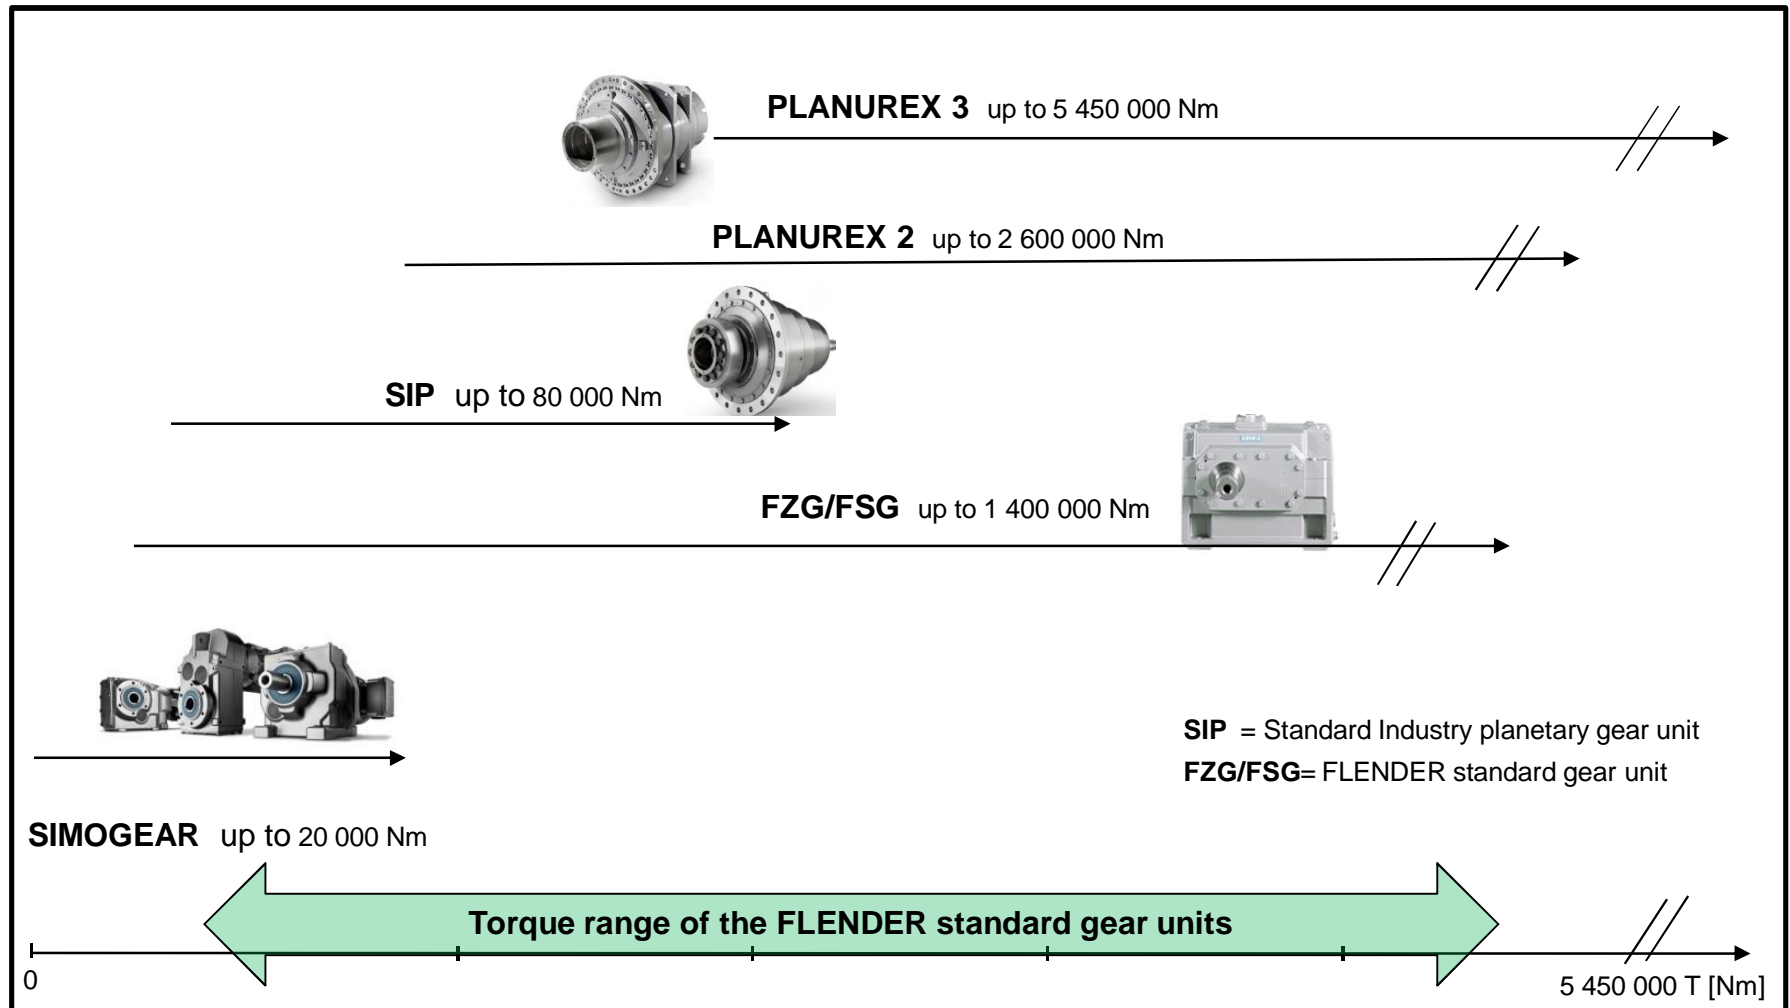 PLANUREX 3 up to 5 450 000 Nm
PLANUREX 2 up to 2 600 000 Nm
SIP up to 80 000 Nm
FZG/FSG up to 1 400 000 Nm
SIP = Standard Industry planetary gear unit
FZG/FSG= FLENDER standard gear unit
SIMOGEAR up to 20 000 Nm
Torque range of the FLENDER standard gear units
0
5 450 000 T [Nm]